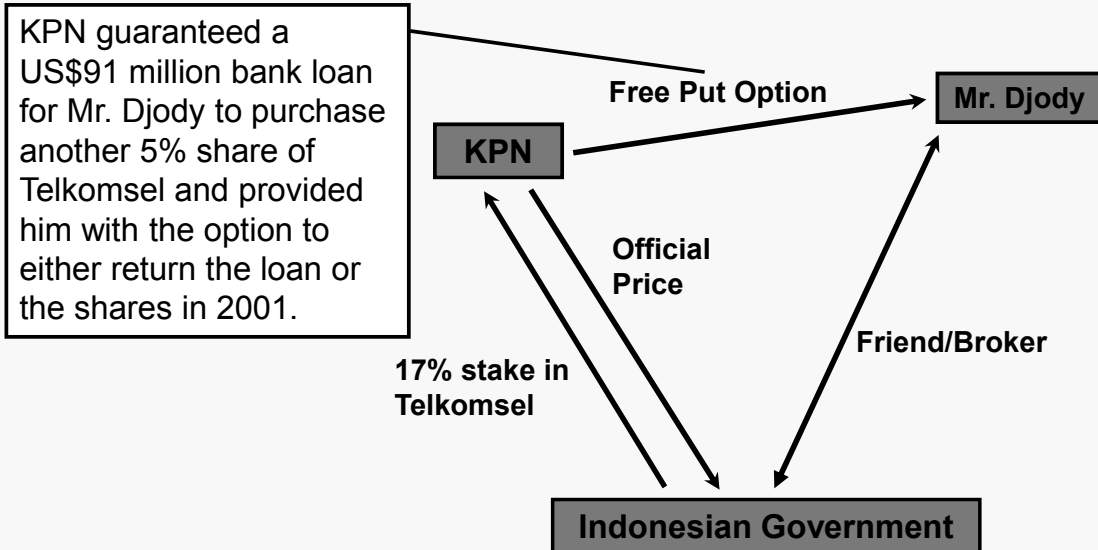 KPN guaranteed a
US$91 million bank loan
for Mr. Djody to purchase
another 5% share of
Telkomsel and provided
him with the option to
either return the loan or
the shares in 2001.
Free Put Option
Mr. Djody
KPN
Official
Price
Friend/Broker
17% stake in
Telkomsel
Indonesian Government